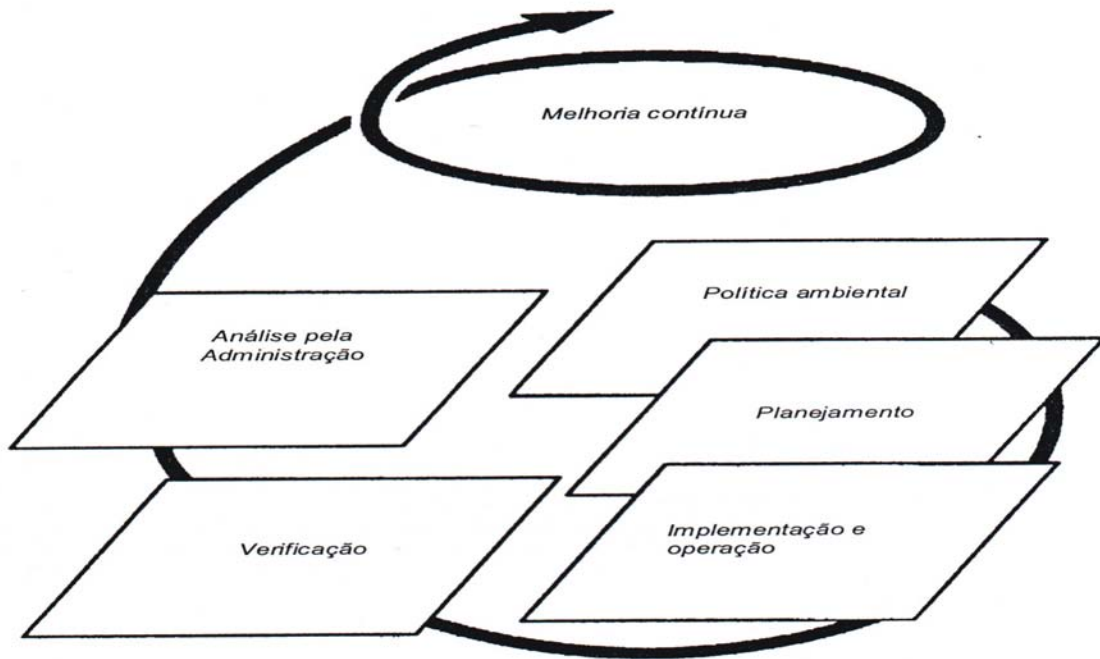 Melhoria contínua
Política ambiental
Análise pela
Administração
Planejamento
Implementação e
operação
Verificação